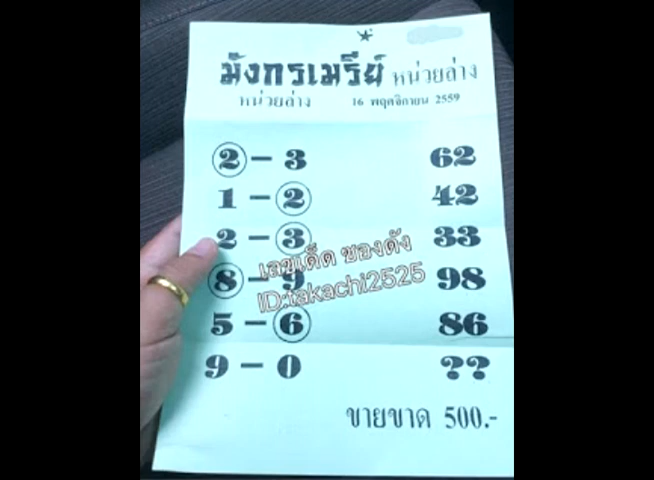 มังกรเมรีย์ หน่วยล่าง
หน่วยล่าง 16 พฤศจิกายน 2559
2 - 3 62
1 - 2 42
2 - 3 33
เลขเด็ด ซองดัง
8 - 9 98
ID:takachi2525
5 - 6 86
9 - 0 ??
ขายขาด 500.-